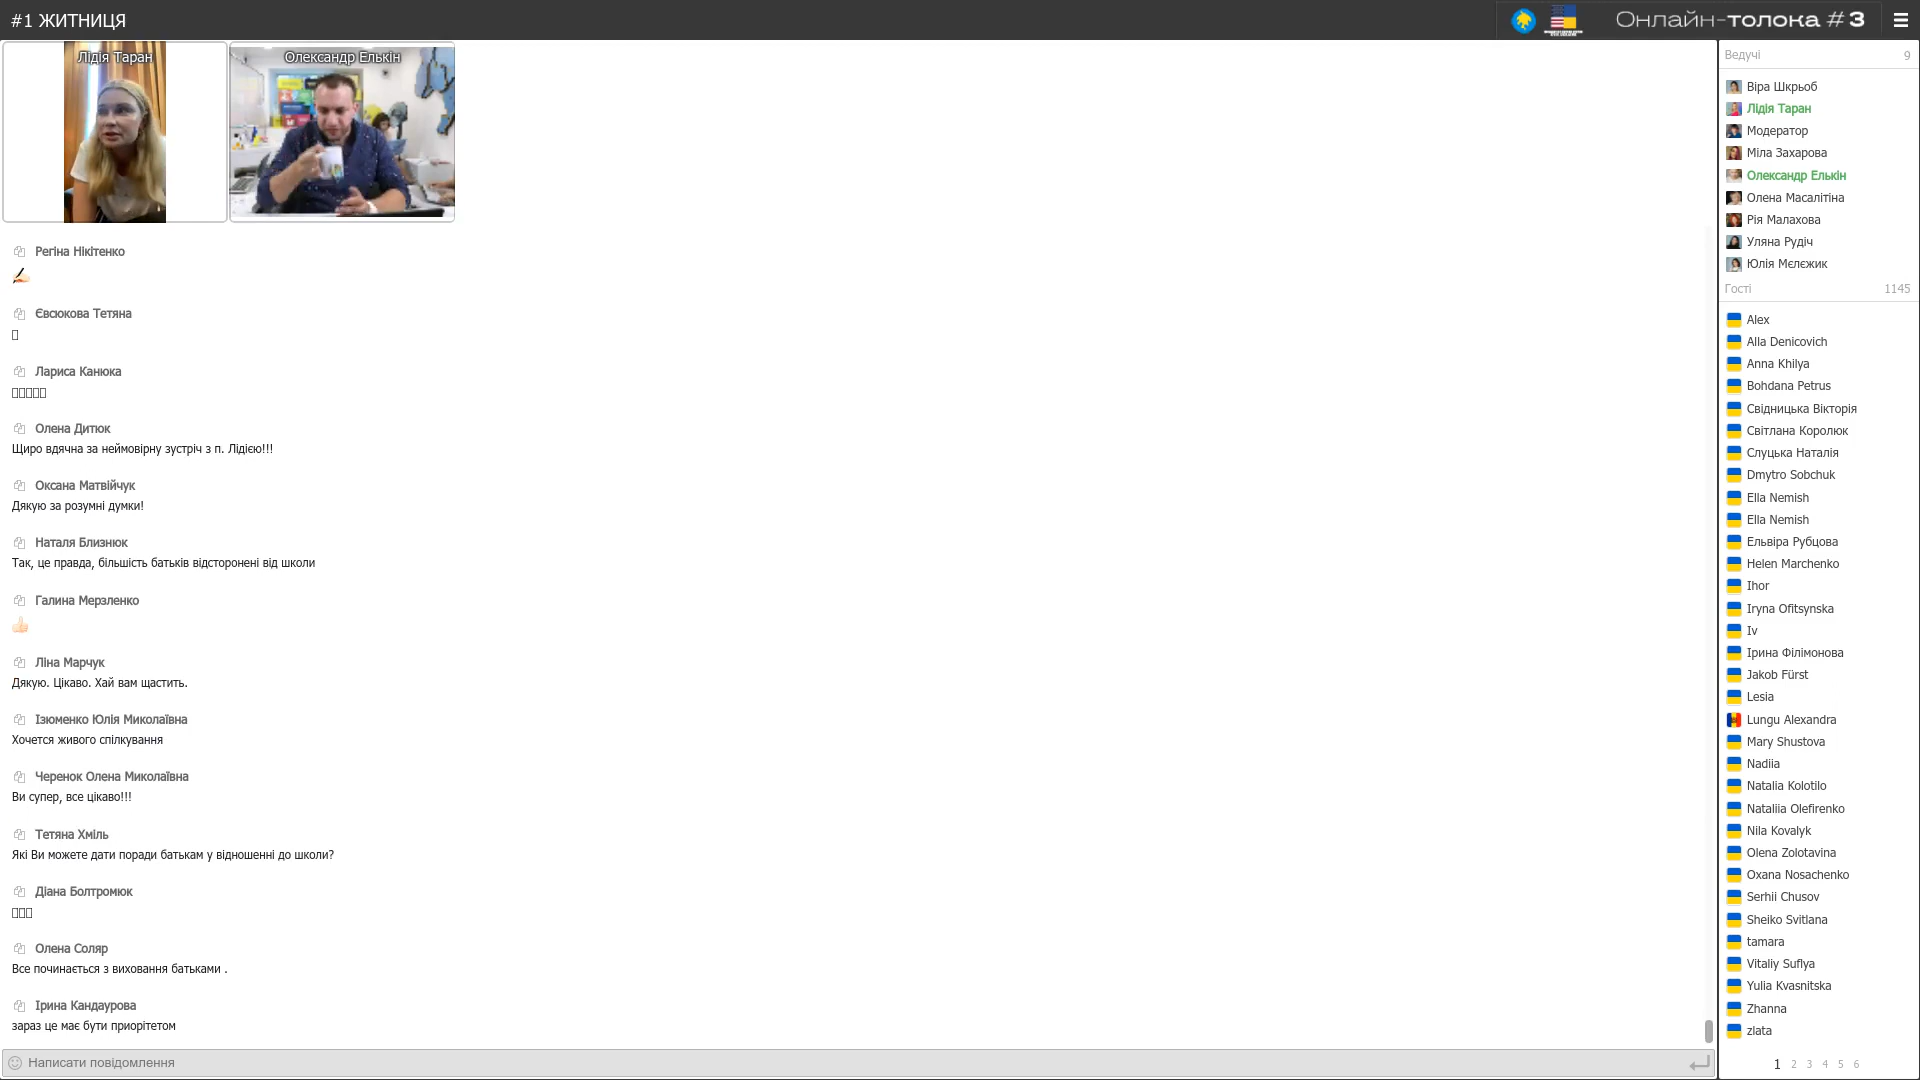 #1 ЖИТНИЦЯ
Онлайн-толока #3
Лідія Таран
Олександр Елькін
Регіна Нікітенко
Євсюкова Тетяна
Лариса Канюка
Олена Дитюк
Щиро вдячна за неймовірну зустріч з п. Лідією!!!
Оксана Матвійчук
Дякую за розумні думки!
Наталя Близнюк
Так, це правда, більшість батьків відсторонені від школи
Галина Мерзленко
Ліна Марчук
Дякую. Цікаво. Хай вам щастить.
Ізюменко Юлія Миколаївна
Хочется живого спілкування
Черенок Олена Миколаївна
Ви супер, все цікаво!!!
Тетяна Хміль
Які Ви можете дати поради батькам у відношенні до школи?
Діана Болтромюк
Олена Соляр
Все починається з виховання батьками .
Ірина Кандаурова
зараз це має бути приорітетом
Написати повідомлення
Ведучі 9
Віра Шкрьоб
Лідія Таран
Модератор
Міла Захарова
Олександр Елькін
Олена Масалітіна
Рія Малахова
Уляна Рудіч
Юлія Мєлєжик
Гості 1145
Alex
Alla Denicovich
Anna Khilya
Bohdana Petrus
Cвідницька Вікторія
Cвітлана Королюк
Cлуцька Наталія
Dmytro Sobchuk
Ella Nemish
Ella Nemish
Eльвіра Рубцова
Helen Marchenko
Ihor
Iryna Ofitsynska
Iv
Iрина Філімонова
Jakob Fürst
Lesia
Lungu Alexandra
Mary Shustova
Nadiia
Natalia Kolotilo
Nataliia Olefirenko
Nila Kovalyk
Olena Zolotavina
Oxana Nosachenko
Serhii Chusov
Sheiko Svitlana
tamara
Vitaliy Suflya
Yulia Kvasnitska
Zhanna
zlata
1 2 3 4 5 6